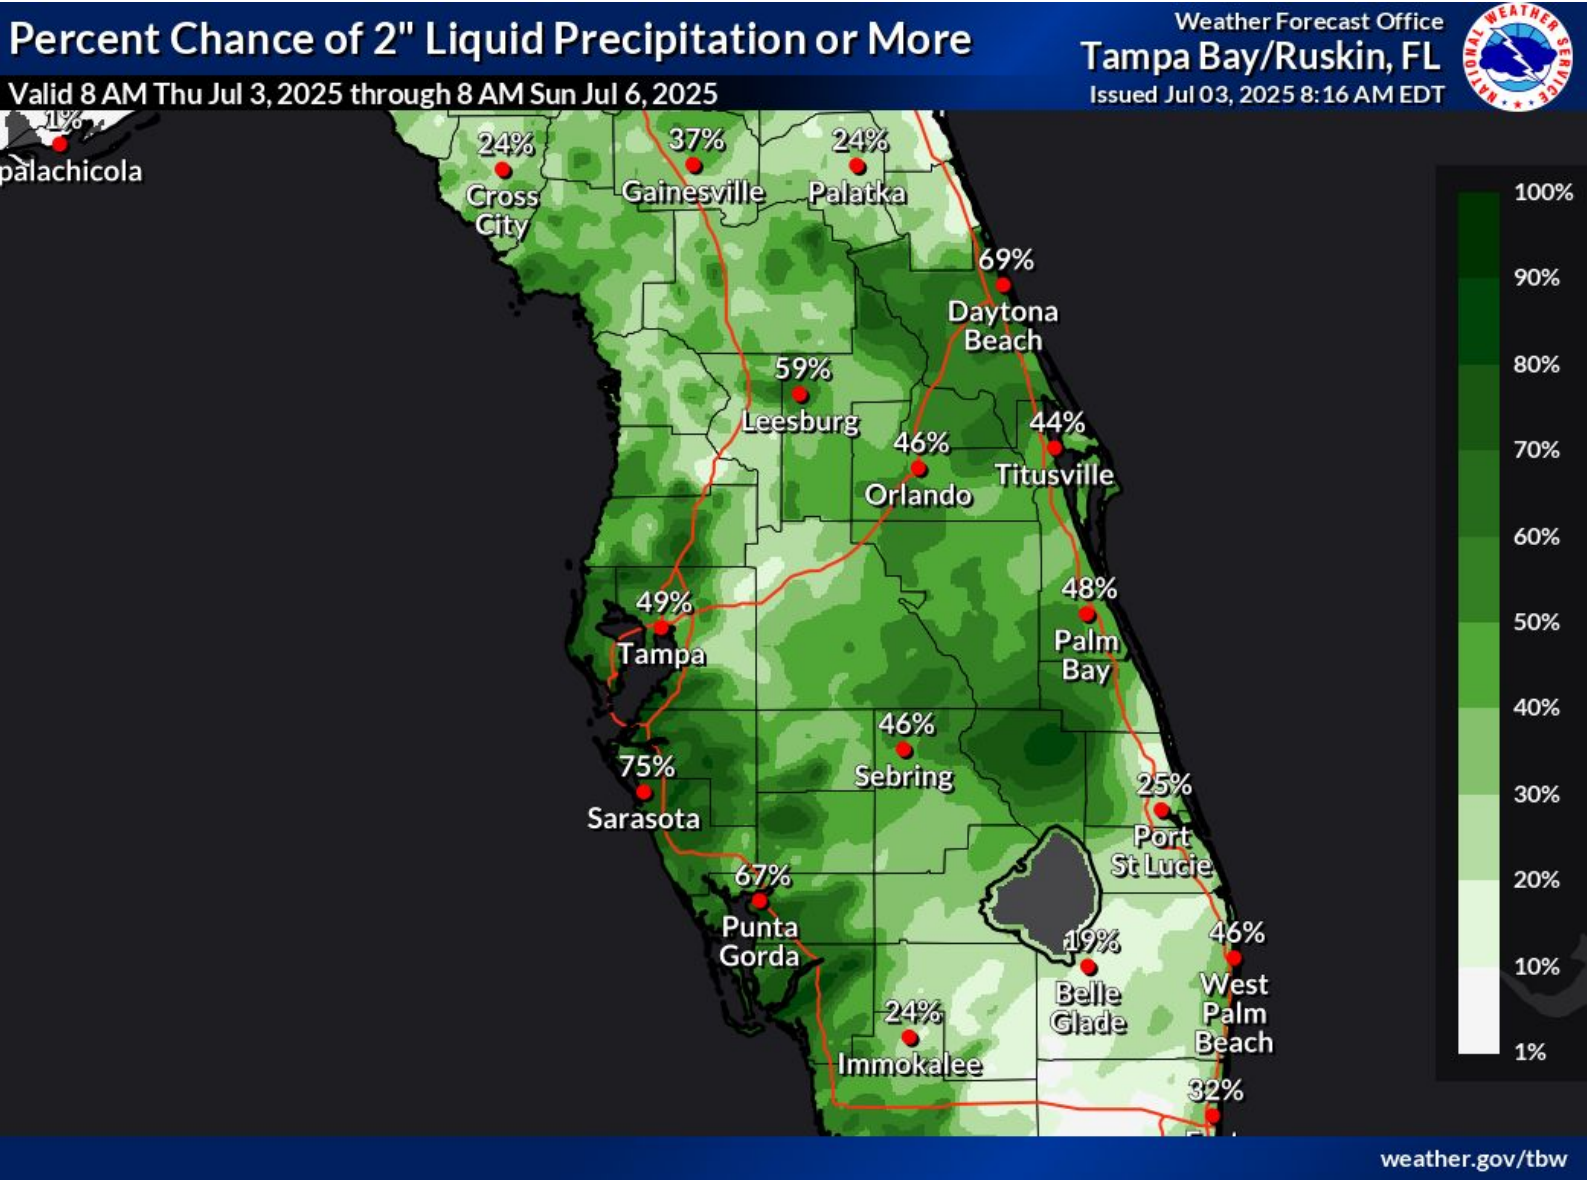 Percent Chance of 2" Liquid Precipitation or More
Valid 8 AM Thu Jul 3, 2025 through 8 AM Sun Jul 6, 2025
Weather Forecast Office
Tampa Bay/Ruskin, FL
Issued Jul 03, 2025 8:16 AM EDT
NATIONAL WEATHER SERVICE
1%
palachicola
24%
Cross
City
37%
Gainesville
24%
Palatka
69%
Daytona
Beach
59%
Leesburg
46%
Orlando
44%
Titusville
49%
Tampa
48%
Palm
Bay
46%
Sebring
75%
Sarasota
25%
Port
St Lucie
67%
Punta
Gorda
19%
Belle
Glade
46%
West
Palm
Beach
24%
Immokalee
32%
100%
90%
80%
70%
60%
50%
40%
30%
20%
10%
1%
weather.gov/tbw